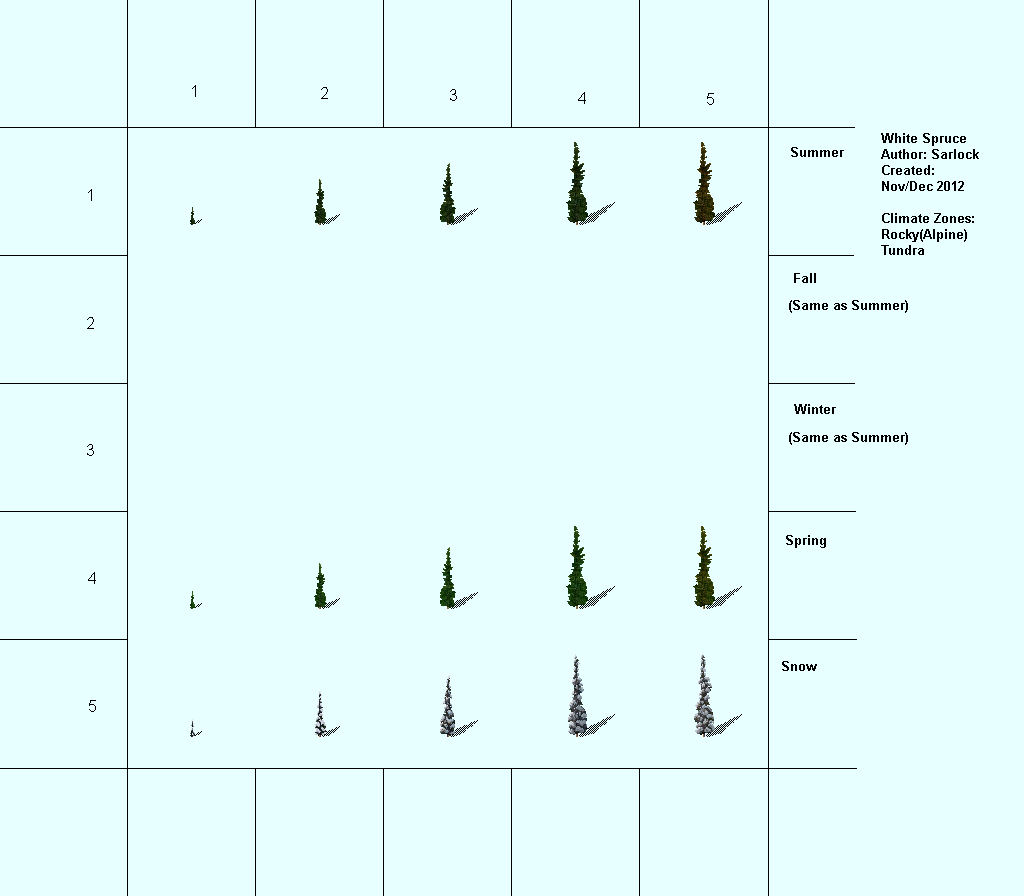 1 2 3 4 5
1
Summer
White Spruce
Author: Sarlock
Created:
Nov/Dec 2012
Climate Zones:
Rocky(Alpine)
Tundra
2
Fall
(Same as Summer)
3
Winter
(Same as Summer)
4
Spring
5
Snow